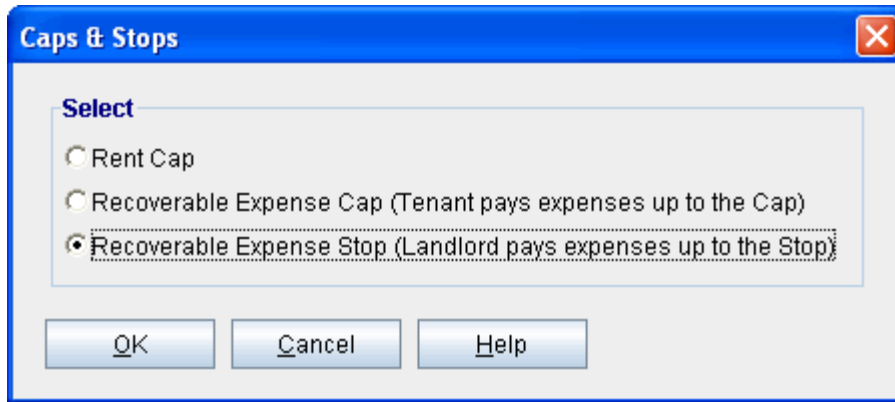 Caps & Stops
Select
Rent Cap
Recoverable Expense Cap (Tenant pays expenses up to the Cap)
Recoverable Expense Stop (Landlord pays expenses up to the Stop)
OK Cancel Help